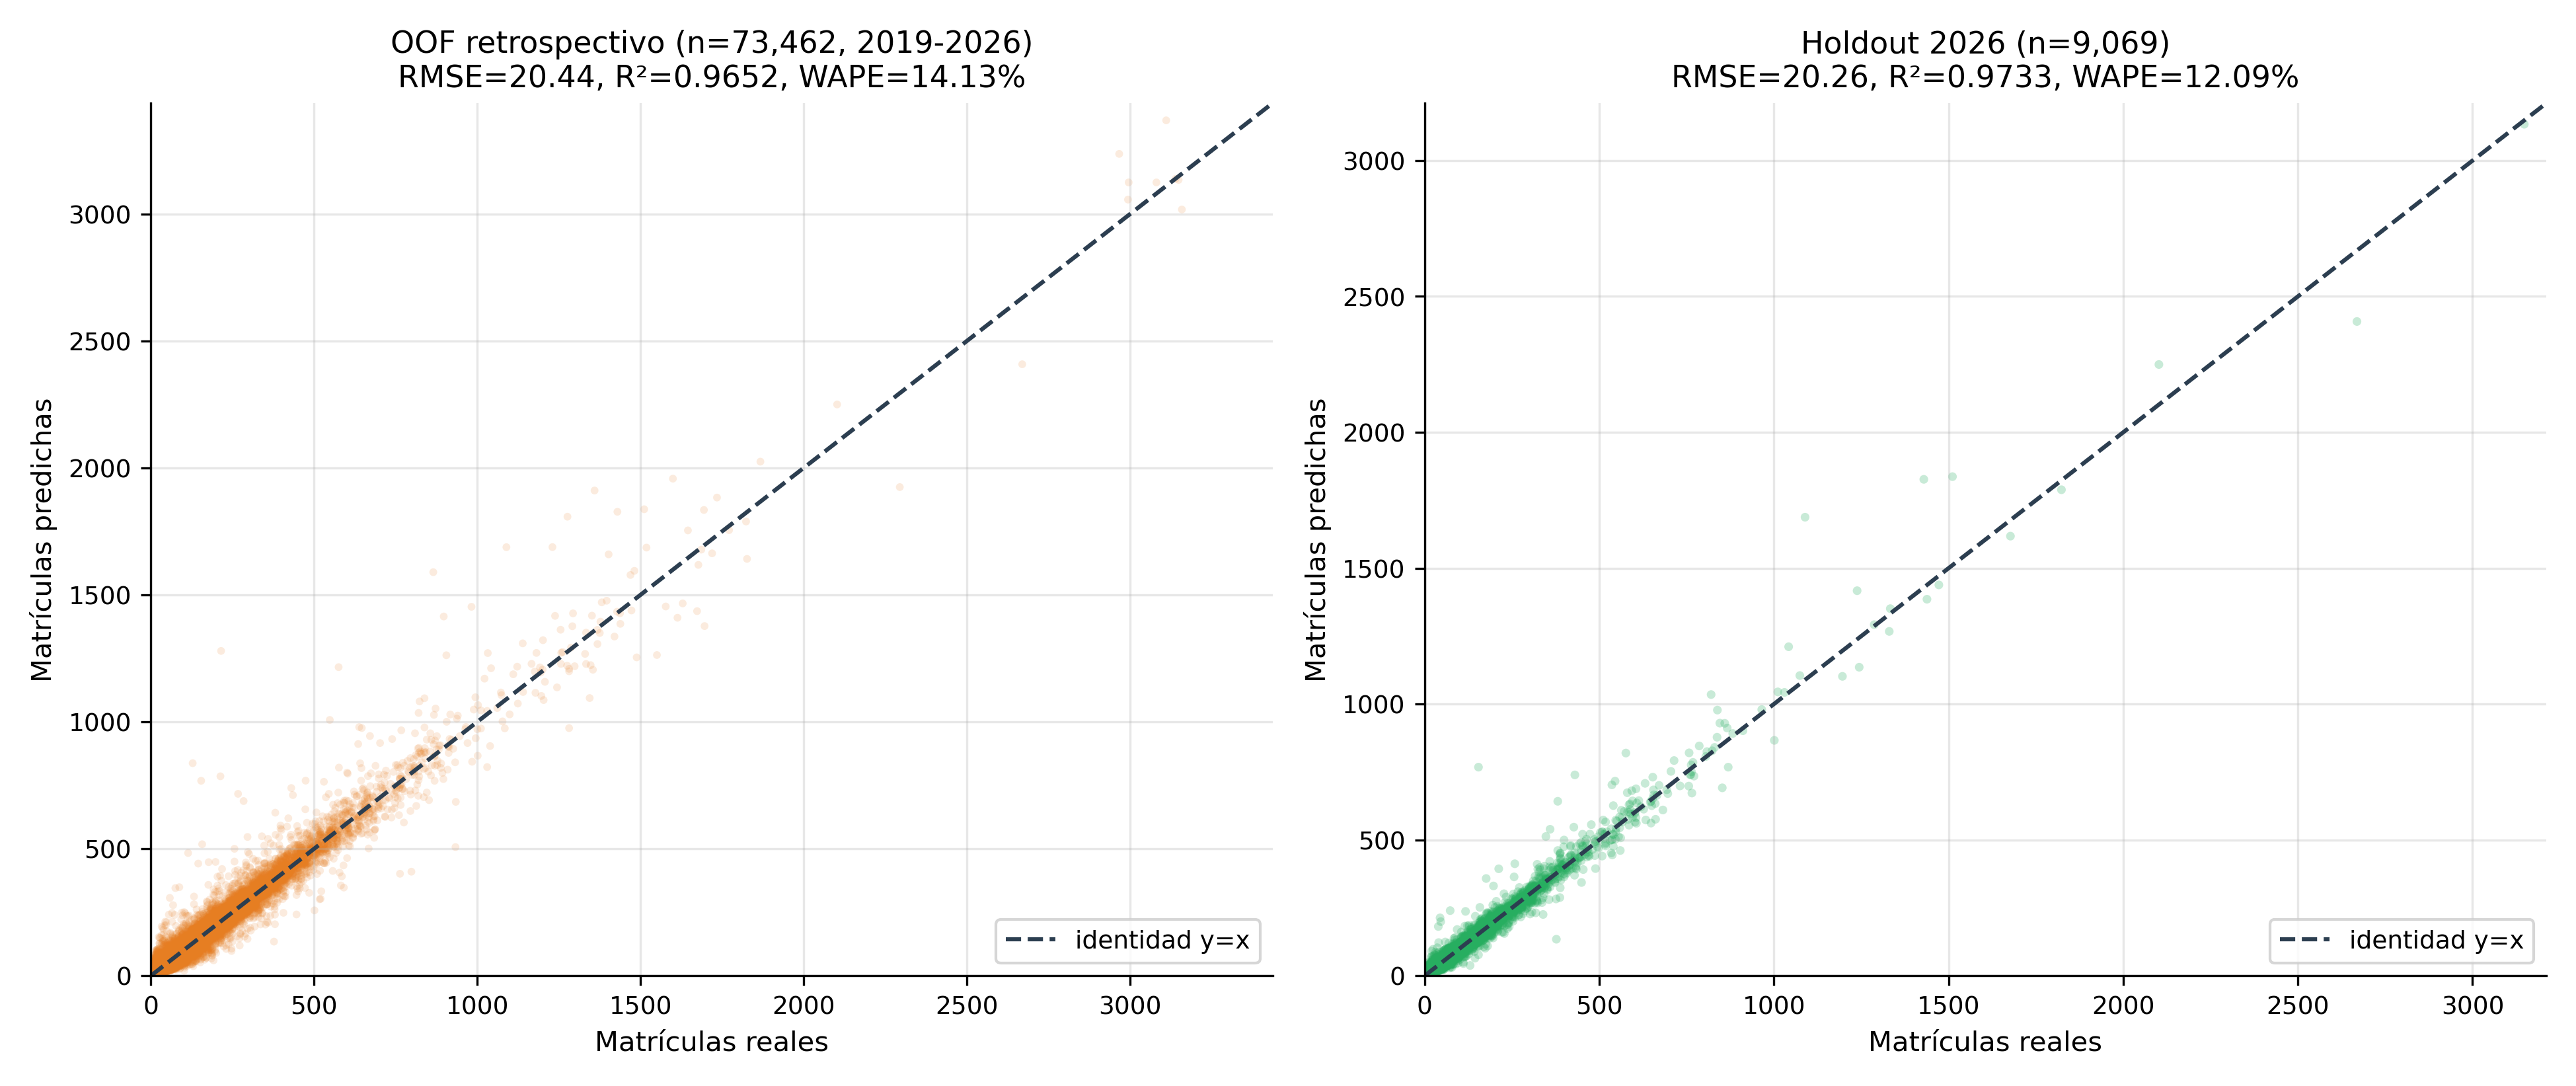 OOF retrospectivo (n=73,462, 2019-2026)
RMSE=20.44, R²=0.9652, WAPE=14.13%
Matrículas predichas
3000
2500
2000
1500
1000
500
0
0 500 1000 1500 2000 2500 3000
Matrículas reales
identidad y=x
Holdout 2026 (n=9,069)
RMSE=20.26, R²=0.9733, WAPE=12.09%
Matrículas predichas
3000
2500
2000
1500
1000
500
0
0 500 1000 1500 2000 2500 3000
Matrículas reales
identidad y=x